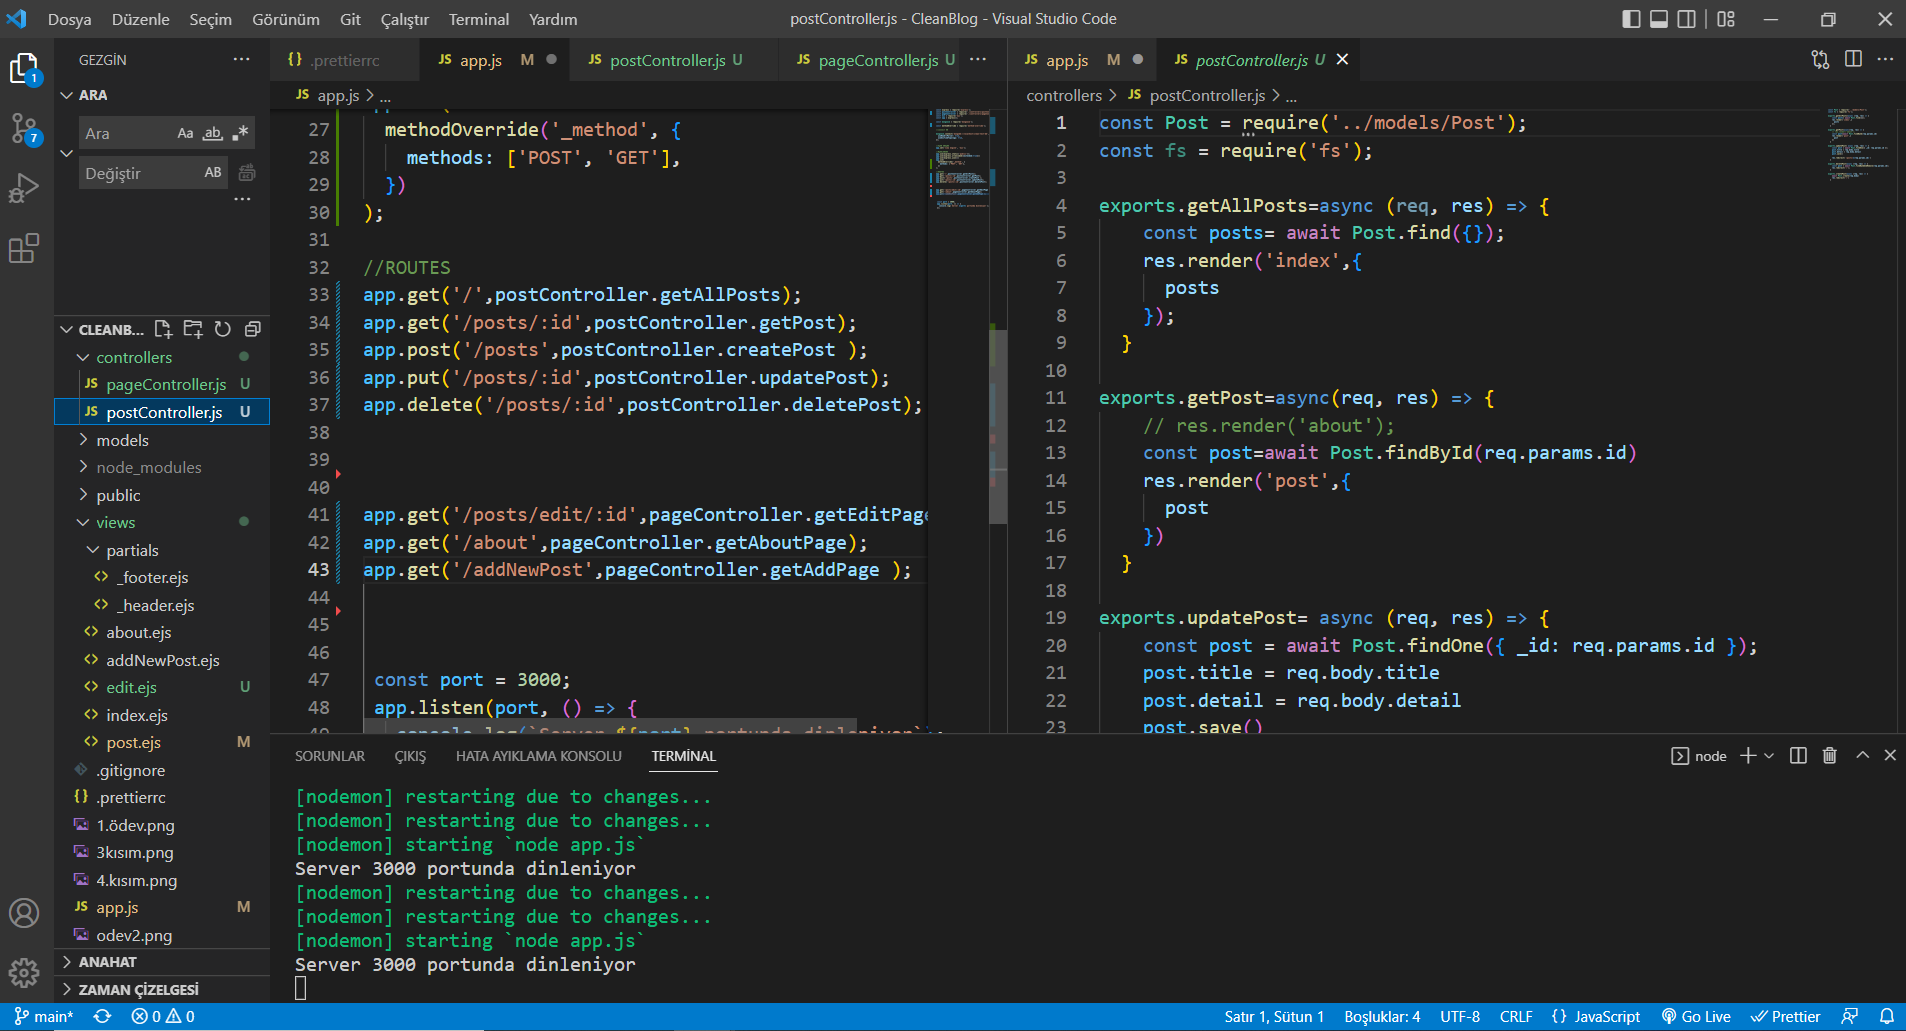 Dosya Düzenle Seçim Görünüm Git Çalıştır Terminal Yardım
postController.js - CleanBlog - Visual Studio Code
GEZGİN
ARA
Ara Aa ab
Değiştir AB
CLEANB...
controllers
JS pageController.js U
JS postController.js U
models
node_modules
public
views
partials
<> _footer.ejs
<> _header.ejs
<> about.ejs
<> addNewPost.ejs
<> edit.ejs U
<> index.ejs
<> post.ejs M
.gitignore
{} .prettierrc
1.ödev.png
3kısım.png
4.kısım.png
JS app.js M
odev2.png
ANAHAT
ZAMAN ÇİZELGESİ
1
7
{} .prettierrc JS app.js M JS postController.js U JS pageController.js U ...
JS app.js > ...
27 methodOverride('_method', {
28 methods: ['POST', 'GET'],
29 })
30 );
31
32 //ROUTES
33 app.get('/',postController.getAllPosts);
34 app.get('/posts/:id',postController.getPost);
35 app.post('/posts',postController.createPost );
36 app.put('/posts/:id',postController.updatePost);
37 app.delete('/posts/:id',postController.deletePost);
38
39
40
41 app.get('/posts/edit/:id',pageController.getEditPage
42 app.get('/about',pageController.getAboutPage);
43 app.get('/addNewPost',pageController.getAddPage );
44
45
46
47 const port = 3000;
48 app.listen(port, () => {
49 console.log(`Server ${port} portunda dinleniyor`);
JS app.js M JS postController.js U
controllers > JS postController.js > ...
1 const Post = require('../models/Post');
2 const fs = require('fs');
3
4 exports.getAllPosts=async (req, res) => {
5 const posts= await Post.find({});
6 res.render('index',{
7 posts
8 });
9 }
10
11 exports.getPost=async(req, res) => {
12 // res.render('about');
13 const post=await Post.findById(req.params.id)
14 res.render('post',{
15 post
16 })
17 }
18
19 exports.updatePost= async (req, res) => {
20 const post = await Post.findOne({ _id: req.params.id });
21 post.title = req.body.title
22 post.detail = req.body.detail
23 post.save()
SORUNLAR ÇIKIŞ HATA AYIKLAMA KONSOLU TERMİNAL
node
[nodemon] restarting due to changes...
[nodemon] restarting due to changes...
[nodemon] starting `node app.js`
Server 3000 portunda dinleniyor
[nodemon] restarting due to changes...
[nodemon] restarting due to changes...
[nodemon] starting `node app.js`
Server 3000 portunda dinleniyor
main* 0 0
Satır 1, Sütun 1 Boşluklar: 4 UTF-8 CRLF {} JavaScript Go Live Prettier